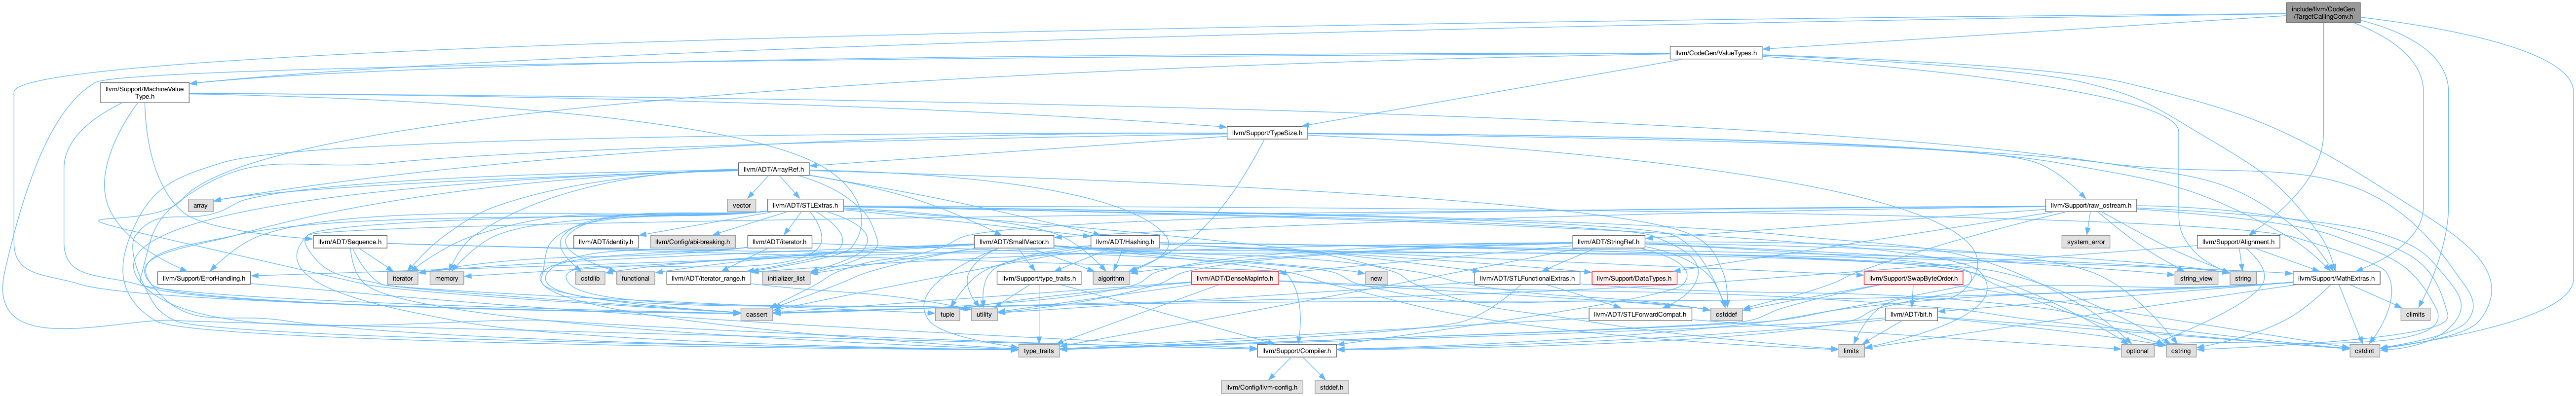 include/llvm/CodeGen
/TargetCallingConv.h
llvm/CodeGen/ValueTypes.h
llvm/Support/MachineValue
Type.h
llvm/Support/TypeSize.h
llvm/ADT/ArrayRef.h
array
vector
llvm/ADT/STLExtras.h
llvm/Support/raw_ostream.h
llvm/ADT/Sequence.h
llvm/ADT/identity.h
llvm/Config/abi-breaking.h
llvm/ADT/iterator.h
llvm/ADT/SmallVector.h
llvm/ADT/Hashing.h
llvm/ADT/StringRef.h
system_error
llvm/Support/Alignment.h
llvm/Support/ErrorHandling.h
iterator
memory
cstdlib
functional
llvm/ADT/iterator_range.h
initializer_list
llvm/Support/type_traits.h
algorithm
llvm/ADT/DenseMapInfo.h
new
llvm/ADT/STLFunctionalExtras.h
llvm/Support/DataTypes.h
llvm/Support/SwapByteOrder.h
string_view
string
llvm/Support/MathExtras.h
cassert
tuple
utility
llvm/ADT/STLForwardCompat.h
cstddef
llvm/ADT/bit.h
climits
type_traits
llvm/Support/Compiler.h
limits
optional
cstring
cstdint
llvm/Config/llvm-config.h
stddef.h